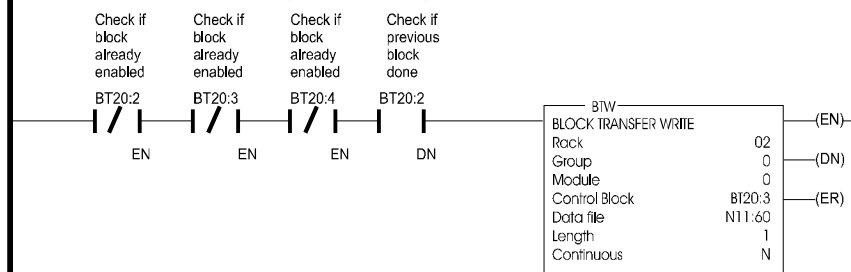 Check if
block
already
enabled
Check if
block
already
enabled
Check if
block
already
enabled
Check if
previous
block
done
BT20:2 BT20:3 BT20:4 BT20:2
EN EN EN DN
BTW
BLOCK TRANSFER WRITE
Rack 02
Group 0
Module 0
Control Block BT20:3
Data file N11:60
Length 1
Continuous N
(EN)
(DN)
(ER)